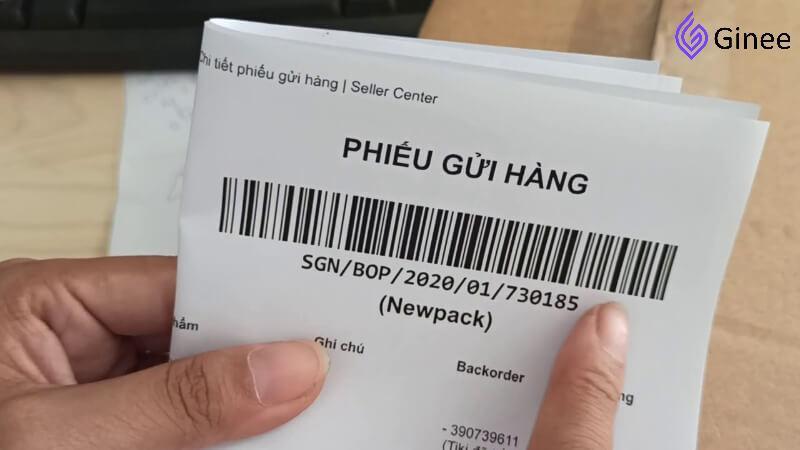 Ginee
Chi tiết phiếu gửi hàng | Seller Center
PHIẾU GỬI HÀNG
SGN/BOP/2020/01/730185
(Newpack)
Ghi chú
Backorder
- 390739611
(Tiki